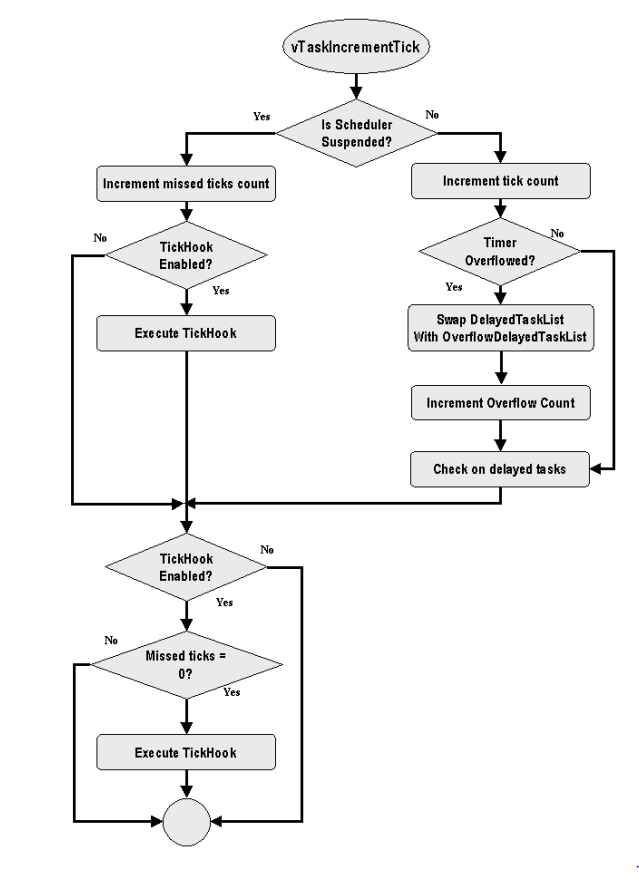 vTaskIncrementTick
Is Scheduler
Suspended?
Yes
No
Increment missed ticks count
Increment tick count
TickHook
Enabled?
No
Yes
Timer
Overflowed?
No
Yes
Execute TickHook
Swap DelayedTaskList
With OverflowDelayedTaskList
Increment Overflow Count
Check on delayed tasks
TickHook
Enabled?
No
Yes
Missed ticks =
0?
No
Yes
Execute TickHook